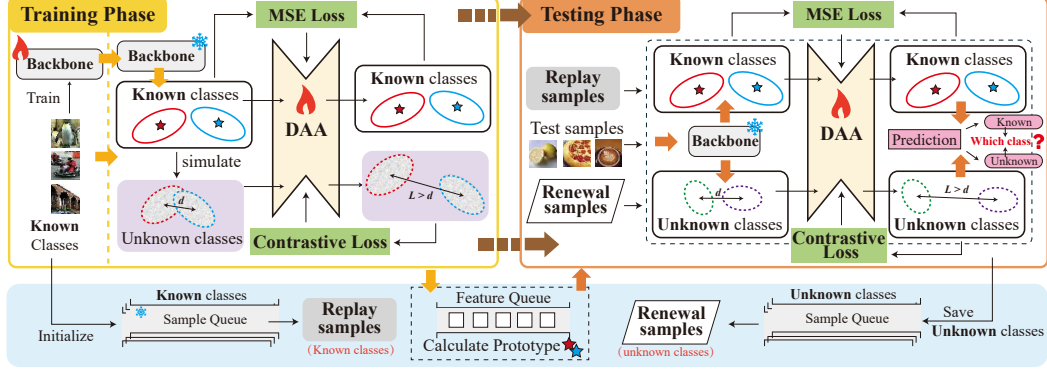 Training Phase
Backbone
Backbone
Train
Known
Classes
MSE Loss
Known classes
simulate
d
Unknown classes
DAA
Known classes
L > d
Contrastive Loss
Testing Phase
Replay
samples
Test samples
Renewal
samples
MSE Loss
Known classes
Backbone
d
Unknown classes
DAA
Known classes
Prediction
Known
Which class ?
Unknown
L > d
Unknown classes
Contrastive
Loss
Initialize
Known classes
Sample Queue
Replay
samples
(Known classes)
Feature Queue
Calculate Prototype
Renewal
samples
(unknown classes)
Unknown classes
Sample Queue
Save
Unknown classes